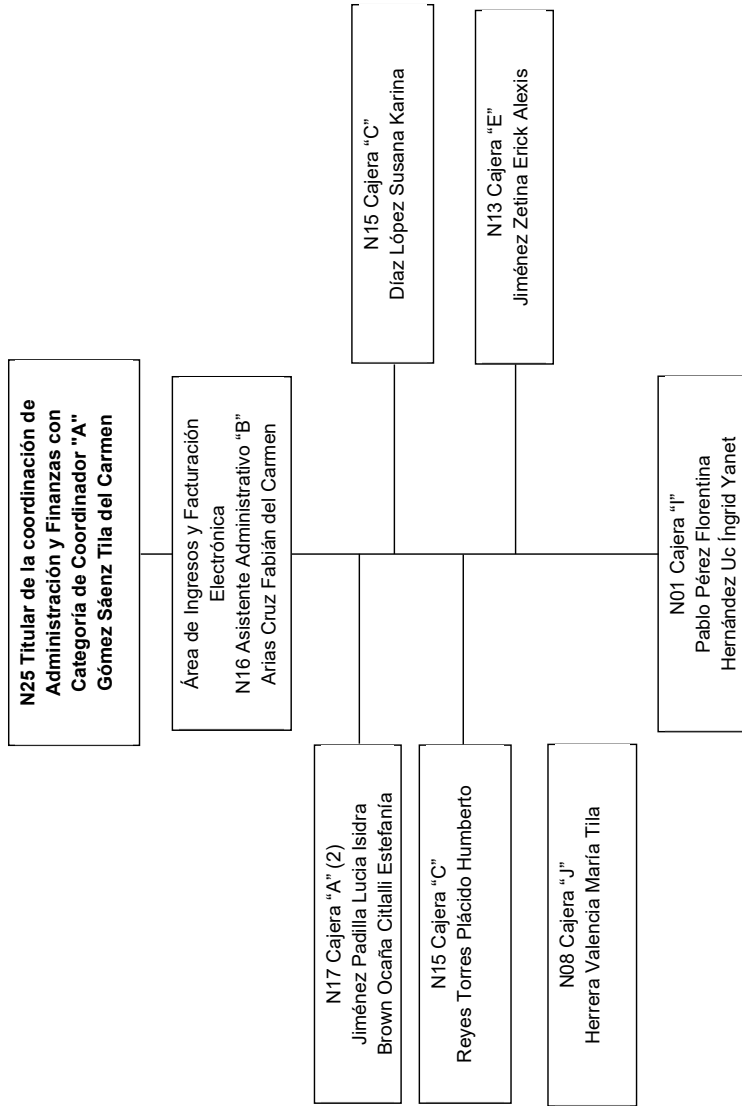 N25 Titular de la coordinación de
Administración y Finanzas con
Categoría de Coordinador "A"
Gómez Sáenz Tila del Carmen
Área de Ingresos y Facturación
Electrónica
N16 Asistente Administrativo “B”
Arias Cruz Fabián del Carmen
N17 Cajera “A” (2)
Jiménez Padilla Lucia Isidra
Brown Ocaña Citlalli Estefanía
N15 Cajera “C”
Díaz López Susana Karina
N15 Cajera “C”
Reyes Torres Plácido Humberto
N13 Cajera “E”
Jiménez Zetina Erick Alexis
N08 Cajera “J”
Herrera Valencia María Tila
N01 Cajera “I”
Pablo Pérez Florentina
Hernández Uc Íngrid Yanet